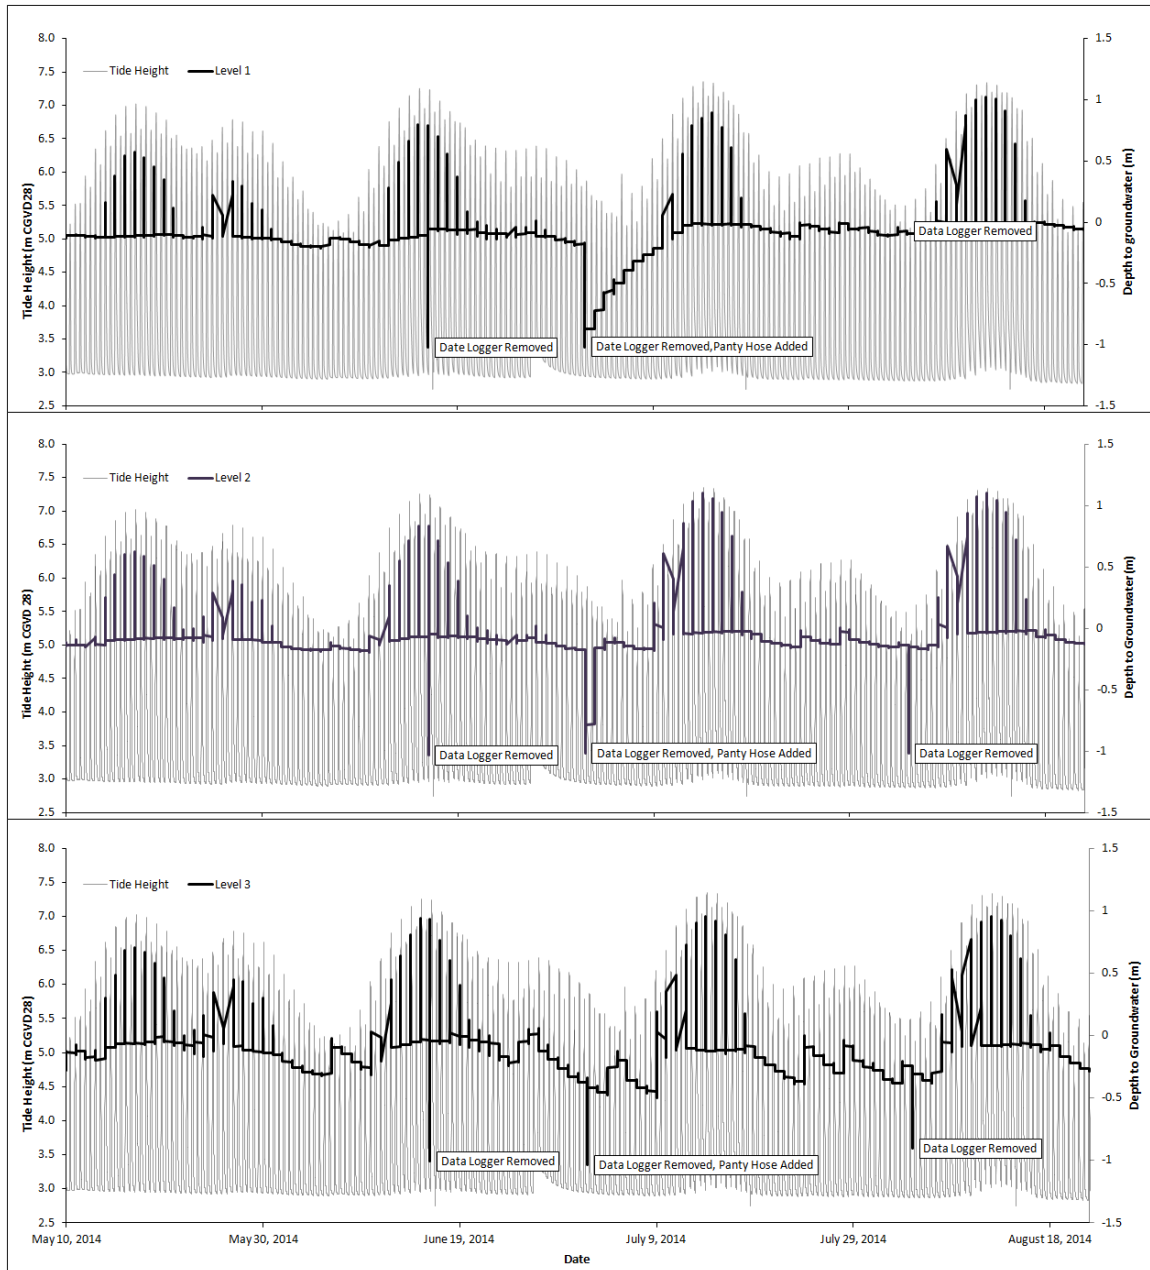 8.0
7.5
7.0
6.5
6.0
5.5
5.0
4.5
4.0
3.5
3.0
2.5
Tide Height (m CGVD28)
Tide Height
Level 1
1.5
1
0.5
0
-0.5
-1
-1.5
Depth to groundwater (m)
Date Logger Removed
Date Logger Removed,Panty Hose Added
Data Logger Removed
8.0
7.5
7.0
6.5
6.0
5.5
5.0
4.5
4.0
3.5
3.0
2.5
Tide Height (m CGVD 28)
Tide Height
Level 2
1.5
1
0.5
0
-0.5
-1
-1.5
Depth to Groundwater (m)
Data Logger Removed
Data Logger Removed, Panty Hose Added
Data Logger Removed
8.0
7.5
7.0
6.5
6.0
5.5
5.0
4.5
4.0
3.5
3.0
2.5
Tide Height (m CGVD28)
Tide Height
Level 3
1.5
1
0.5
0
-0.5
-1
-1.5
Depth to Groundwater (m)
Data Logger Removed
Data Logger Removed, Panty Hose Added
Data Logger Removed
May 10, 2014
May 30, 2014
June 19, 2014
July 9, 2014
July 29, 2014
August 18, 2014
Date